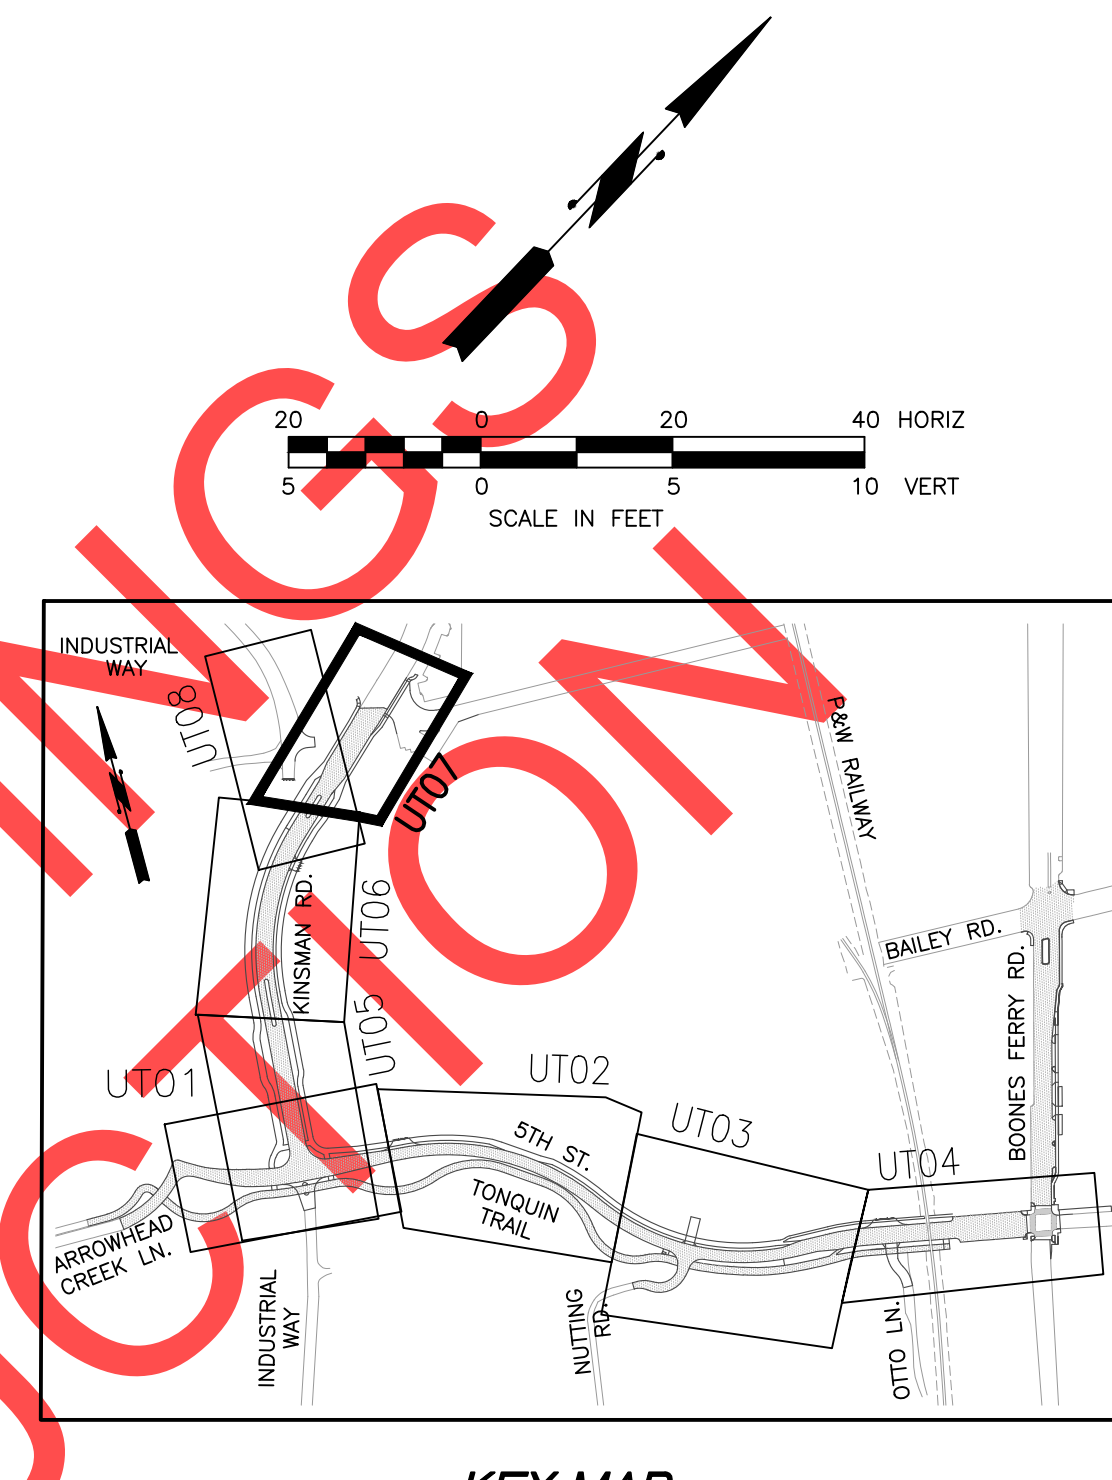 20 0 20 40 HORIZ
5 0 5 10 VERT
SCALE IN FEET
INDUSTRIAL
WAY
UT08
UT07
P&W RAILWAY
KINSMAN RD.
UT06
UT05
BAILEY RD.
BOONES FERRY RD.
UT01
UT02
UT03
UT04
5TH ST.
TONQUIN
TRAIL
ARROWHEAD
CREEK LN.
INDUSTRIAL
WAY
NUTTING
RD.
OTTO LN.
KEY MAP